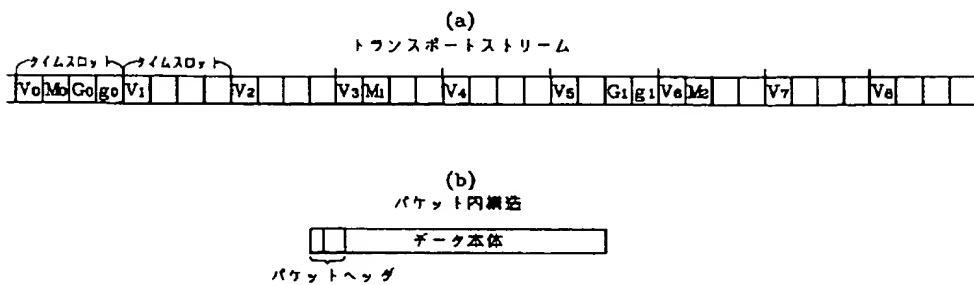 (a)
トランスポートストリーム
タイムスロット タイムスロット
V0 M0 G0 g0 V1 V2 V3 M1 V4 V5 G1 g1 V6 M2 V7 V8
(b)
パケット内構造
データ本体
パケットヘッダ